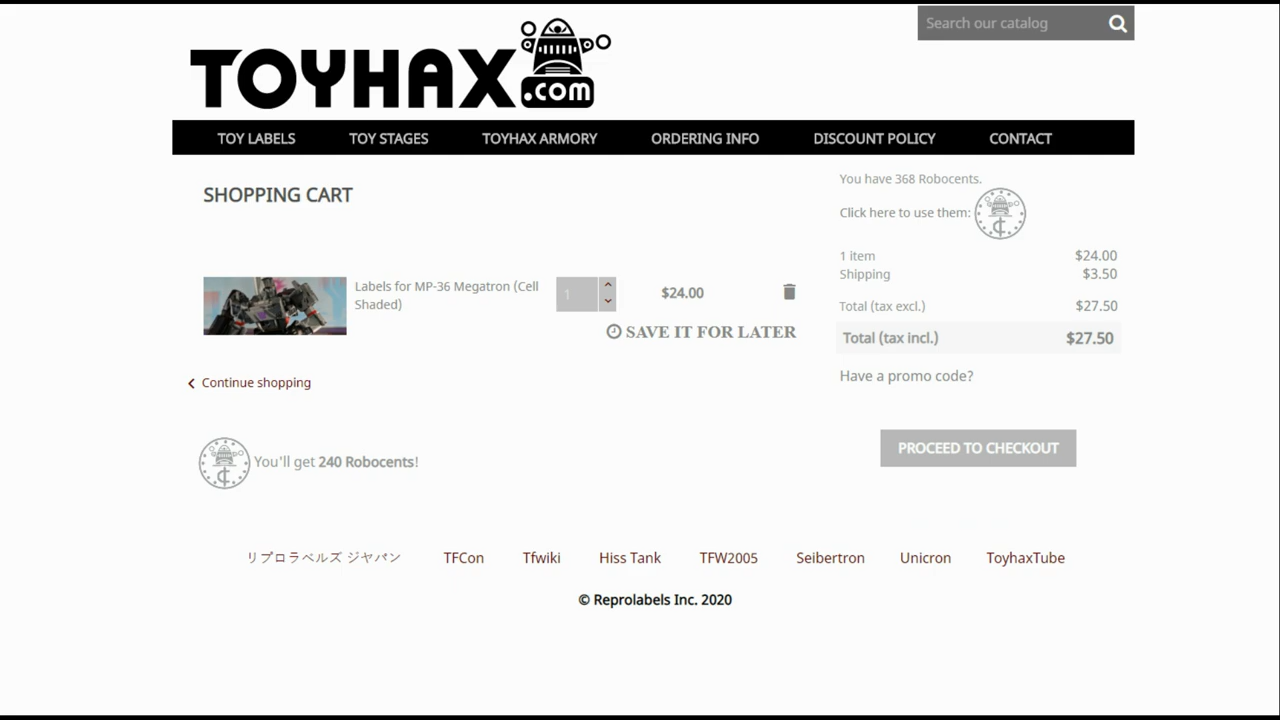 Search our catalog
TOYHAX
.com
TOY LABELS TOY STAGES TOYHAX ARMORY ORDERING INFO DISCOUNT POLICY CONTACT
SHOPPING CART
You have 368 Robocents.
Click here to use them:
1 item $24.00
Shipping $3.50
Total (tax excl.) $27.50
Total (tax incl.) $27.50
Have a promo code?
PROCEED TO CHECKOUT
Labels for MP-36 Megatron (Cell
Shaded)
1
$24.00
SAVE IT FOR LATER
Continue shopping
You'll get 240 Robocents!
リプロラベルズ ジャパン TFCon Tfwiki Hiss Tank TFW2005 Seibertron Unicron ToyhaxTube
© Reprolabels Inc. 2020